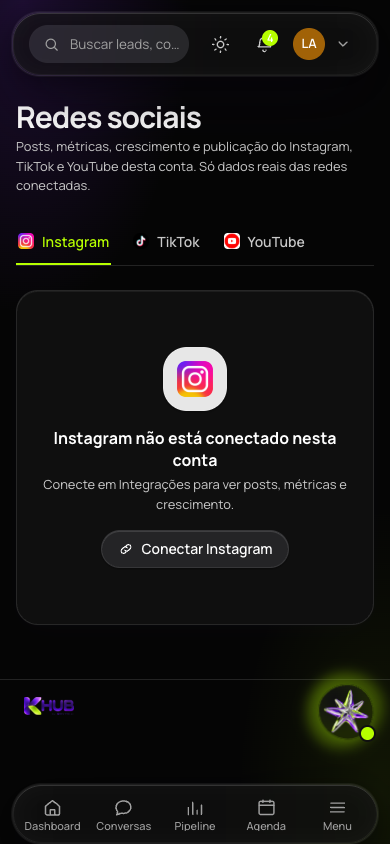 Buscar leads, co...
4
LA
Redes sociais
Posts, métricas, crescimento e publicação do Instagram,
TikTok e YouTube desta conta. Só dados reais das redes
conectadas.
Instagram
TikTok
YouTube
Instagram não está conectado nesta
conta
Conecte em Integrações para ver posts, métricas e
crescimento.
Conectar Instagram
KHUB
Dashboard
Conversas
Pipeline
Agenda
Menu